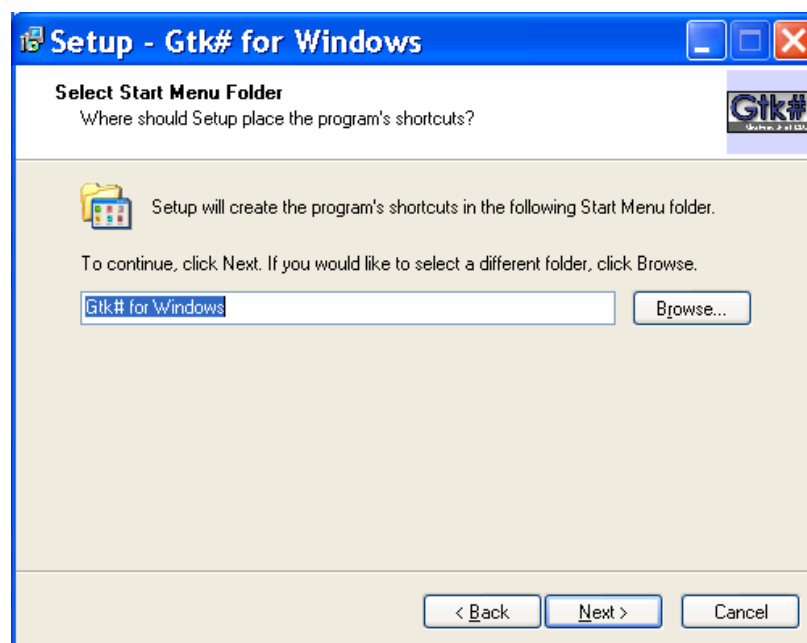 Setup - Gtk# for Windows
Select Start Menu Folder
Where should Setup place the program's shortcuts?
Gtk#
Setup will create the program's shortcuts in the following Start Menu folder.
To continue, click Next. If you would like to select a different folder, click Browse.
Gtk# for Windows
Browse...
< Back
Next >
Cancel